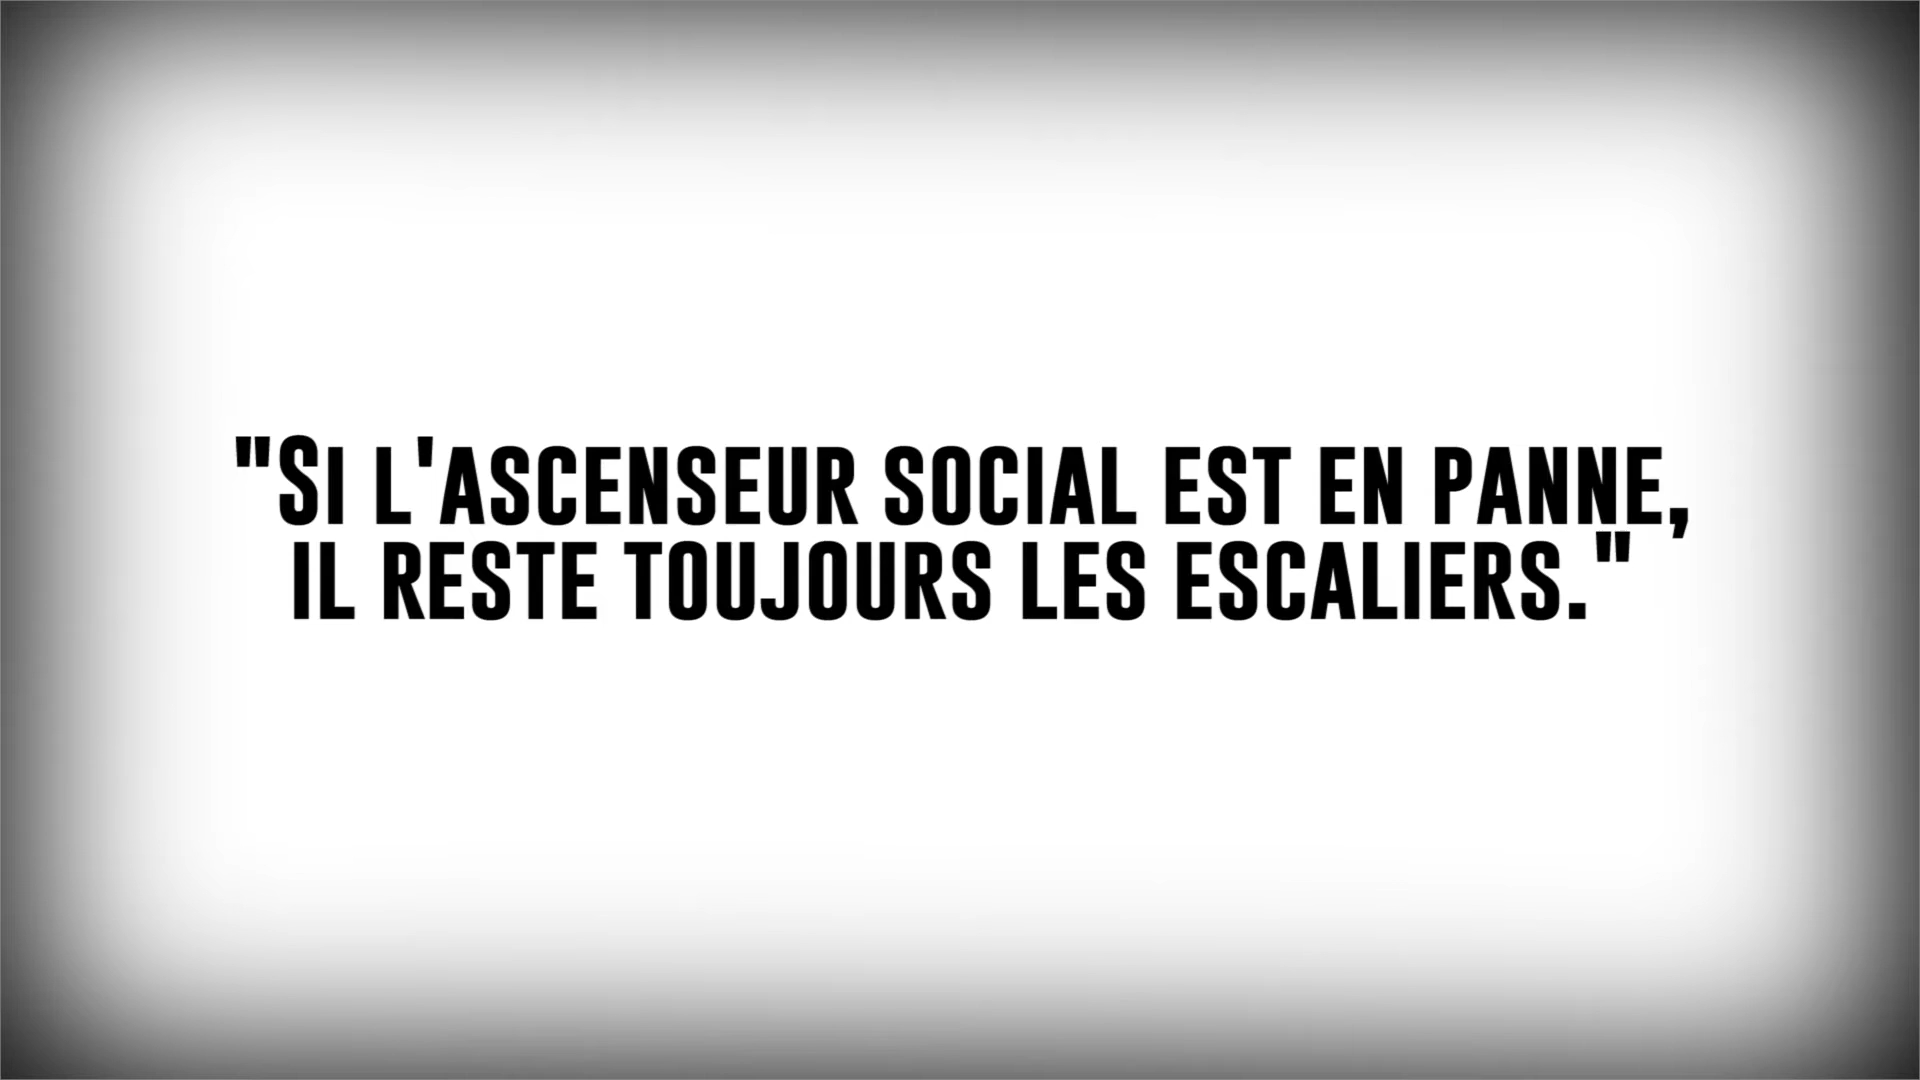 "Si l'ascenseur social est en panne,
il reste toujours les escaliers."